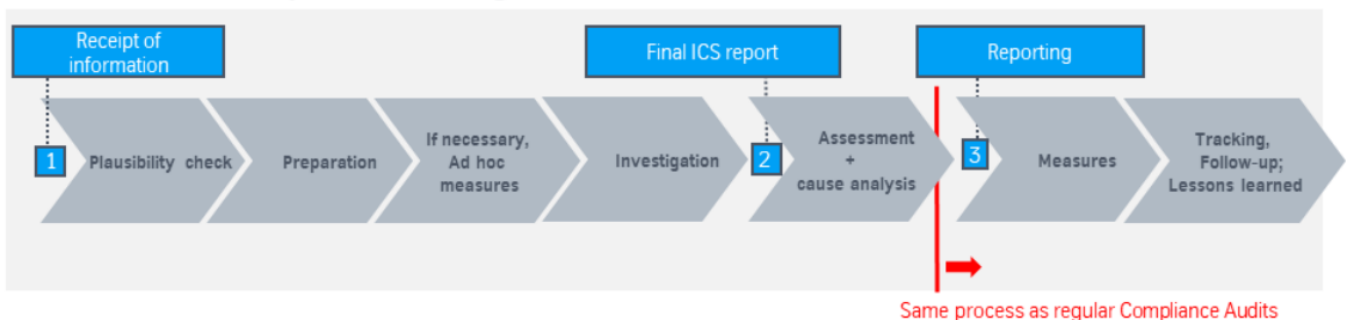 Receipt of
information
Final ICS report
Reporting
1
Plausibility check
Preparation
If necessary,
Ad hoc
measures
Investigation
2
Assessment
+
cause analysis
3
Measures
Tracking,
Follow-up;
Lessons learned
Same process as regular Compliance Audits